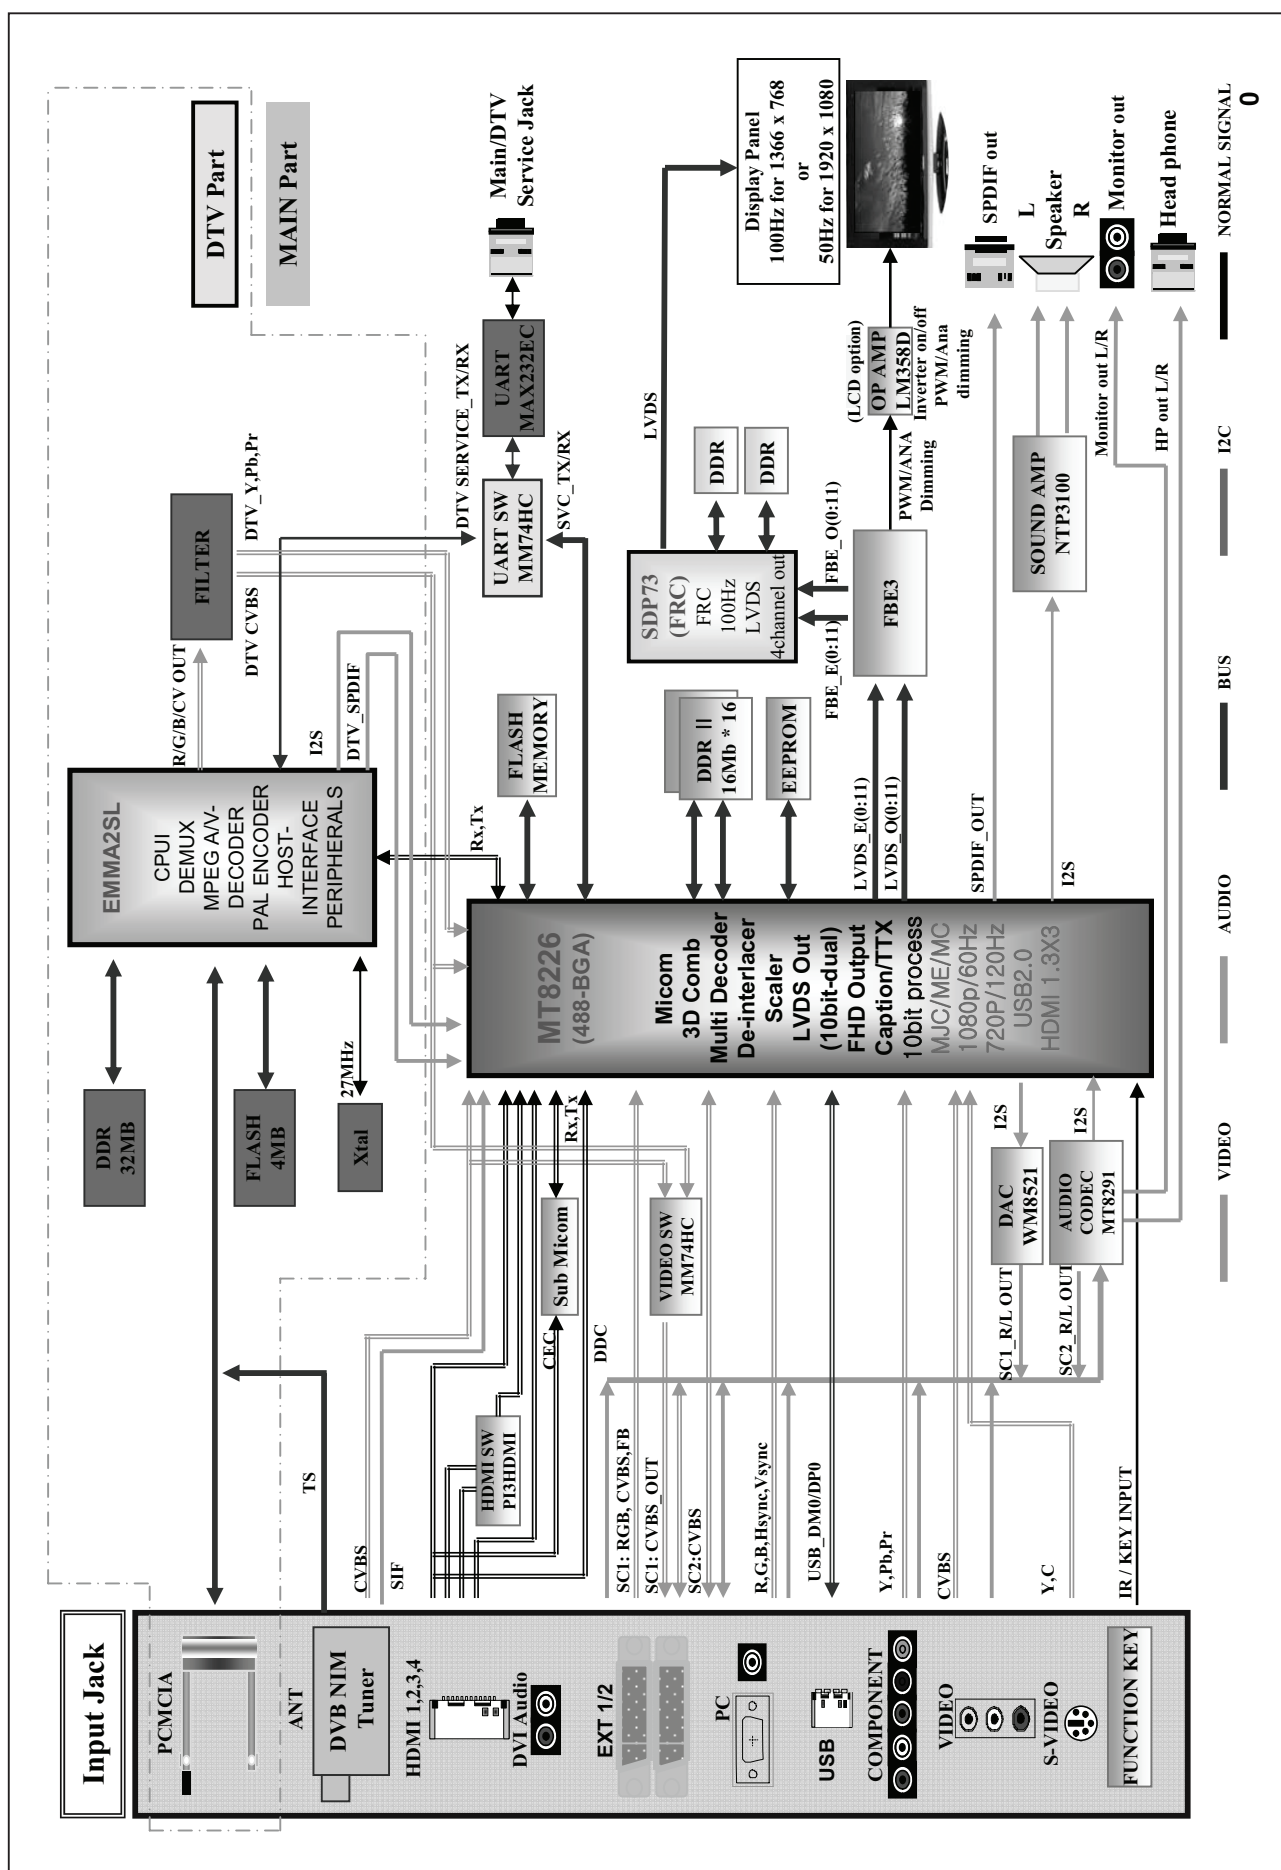 Input Jack
PCMCIA
ANT
DVB NIM
Tuner
HDMI 1,2,3,4
DVI Audio
EXT 1/2
PC
USB
COMPONENT
VIDEO
S-VIDEO
FUNCTION KEY
TS
CVBS
SIF
HDMI SW
PI3HDMI
CEC
DDC
Sub Micom
Rx,Tx
SC1: RGB, CVBS,FB
SC1: CVBS_OUT
SC2:CVBS
VIDEO SW
MM74HC
R,G,B,Hsync,Vsync
USB_DM0/DP0
Y,Pb,Pr
CVBS
Y,C
IR / KEY INPUT
SC1_R/L OUT
SC2_R/L OUT
DAC
WM8521
AUDIO
CODEC
MT8291
I2S
I2S
DDR
32MB
FLASH
4MB
Xtal
27MHz
EMMA2SL
CPUI
DEMUX
MPEG A/V-
DECODER
PAL ENCODER
HOST-
INTERFACE
PERIPHERALS
MT8226
(488-BGA)
Micom
3D Comb
Multi Decoder
De-interlacer
Scaler
LVDS Out
(10bit-dual)
FHD Output
Caption/TTX
10bit process
MJC/ME/MC
1080p/60Hz
720P/120Hz
USB2.0
HDMI 1.3X3
R/G/B/CV OUT
FILTER
DTV CVBS
DTV_Y,Pb,Pr
I2S
DTV_SPDIF
Rx,Tx
FLASH
MEMORY
DDR II
16Mb * 16
EEPROM
LVDS_E(0:11)
LVDS_O(0:11)
SPDIF_OUT
I2S
DTV SERVICE_TX/RX
SVC_TX/RX
UART SW
MM74HC
UART
MAX232EC
Main/DTV
Service Jack
DTV Part
MAIN Part
SDP73
(FRC)
FRC
100Hz
LVDS
4channel out
DDR
DDR
LVDS
FBE_E(0:11)
FBE_O(0:11)
FBE3
PWM/ANA
Dimming
(LCD option)
OP AMP
LM358D
Inverter on/off
PWM/Ana
dimming
Display Panel
100Hz for 1366 x 768
or
50Hz for 1920 x 1080
SOUND AMP
NTP3100
Monitor out L/R
HP out L/R
SPDIF out
L
Speaker
R
Monitor out
Head phone
VIDEO
AUDIO
BUS
I2C
NORMAL SIGNAL
0